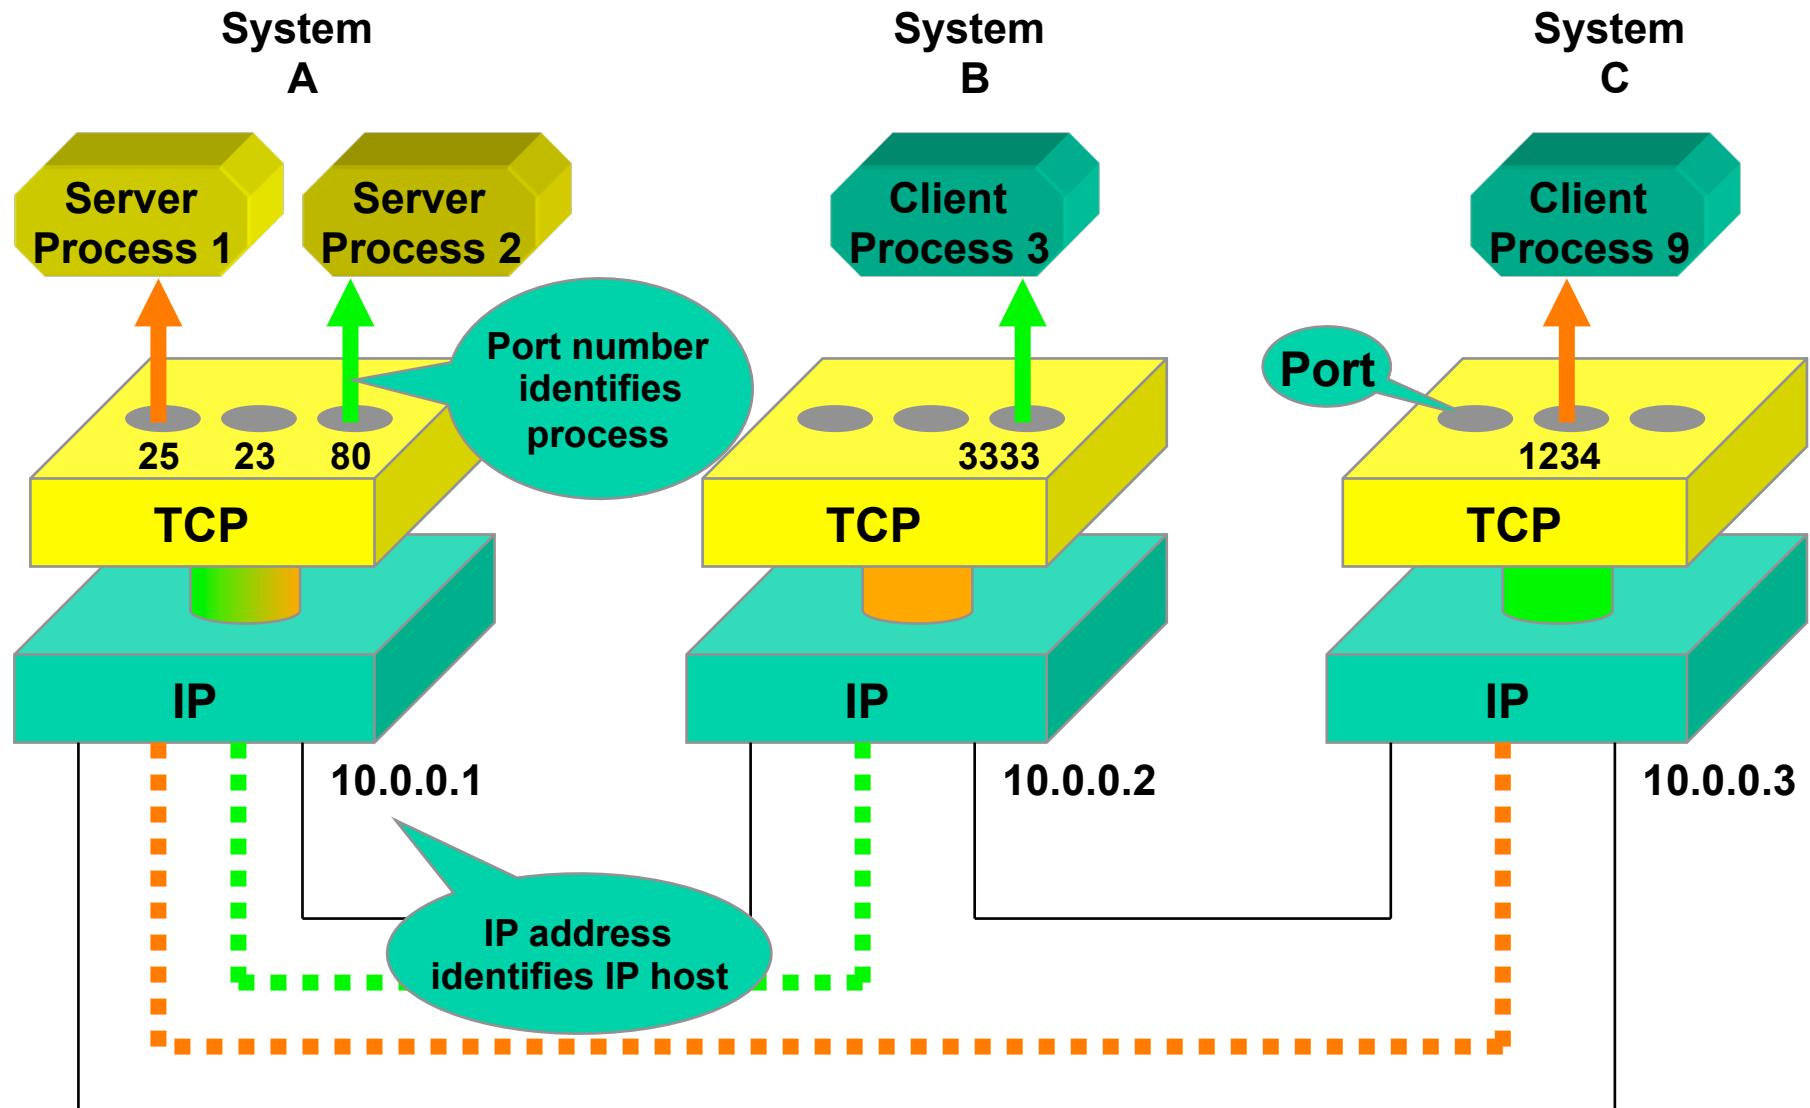 System
A
System
B
System
C
Server
Process 1
Server
Process 2
Client
Process 3
Client
Process 9
Port number
identifies
process
Port
25 23 80
3333
1234
TCP
TCP
TCP
IP
IP
IP
10.0.0.1
10.0.0.2
10.0.0.3
IP address
identifies IP host